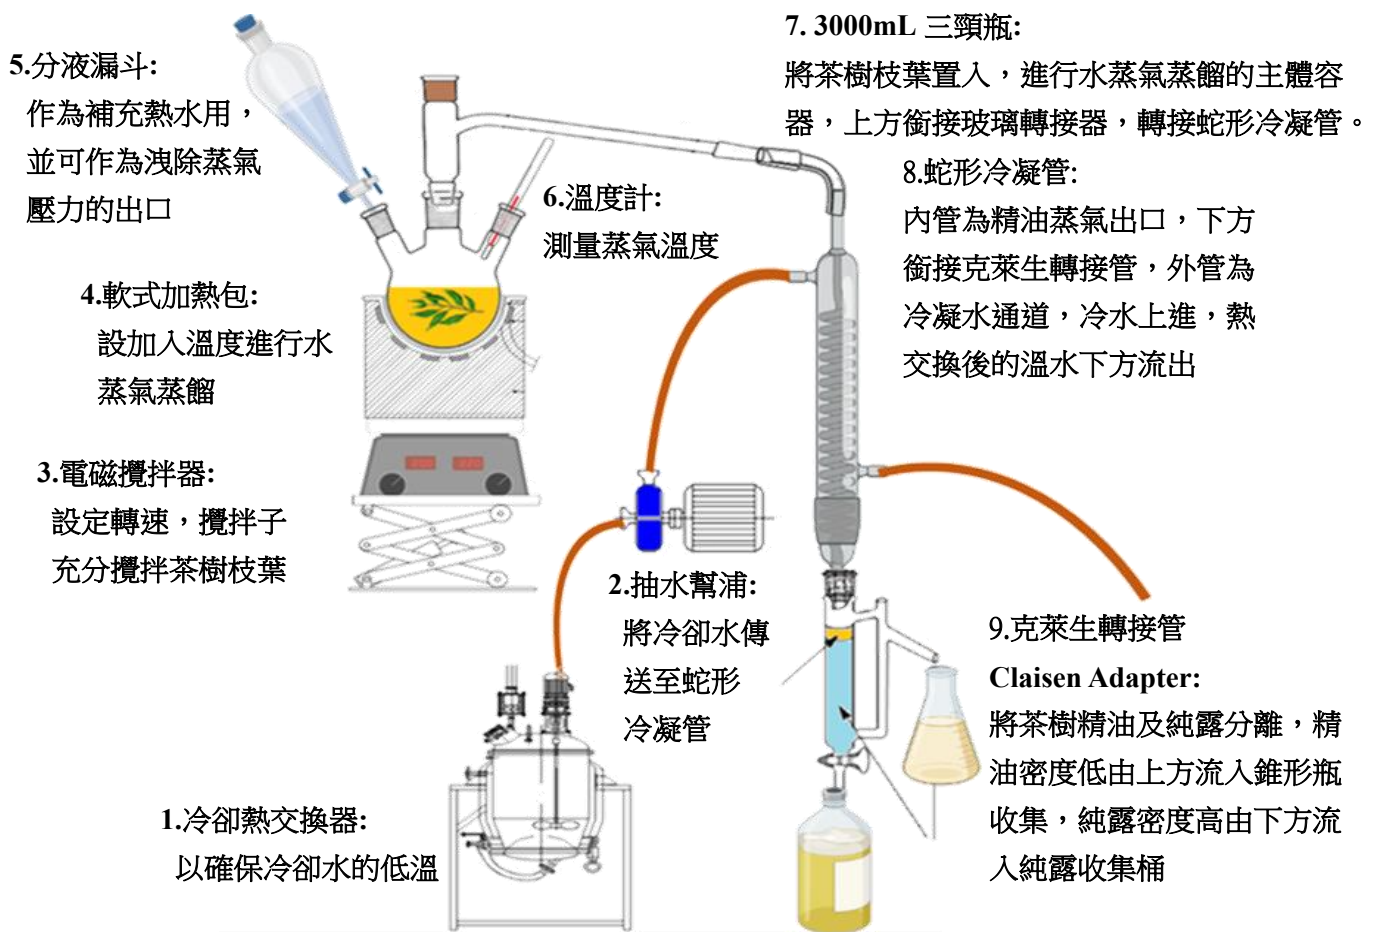 5.分液漏斗:
作為補充熱水用，
並可作為洩除蒸氣
壓力的出口
7. 3000mL 三頸瓶:
將茶樹枝葉置入，進行水蒸氣蒸餾的主體容
器，上方銜接玻璃轉接器，轉接蛇形冷凝管。
6.溫度計:
測量蒸氣溫度
8.蛇形冷凝管:
內管為精油蒸氣出口，下方
銜接克萊生轉接管，外管為
冷凝水通道，冷水上進，熱
交換後的溫水下方流出
4.軟式加熱包:
設加入溫度進行水
蒸氣蒸餾
3.電磁攪拌器:
設定轉速，攪拌子
充分攪拌茶樹枝葉
2.抽水幫浦:
將冷卻水傳
送至蛇形
冷凝管
9.克萊生轉接管
Claisen Adapter:
將茶樹精油及純露分離，精
油密度低由上方流入錐形瓶
收集，純露密度高由下方流
入純露收集桶
1.冷卻熱交換器:
以確保冷卻水的低溫